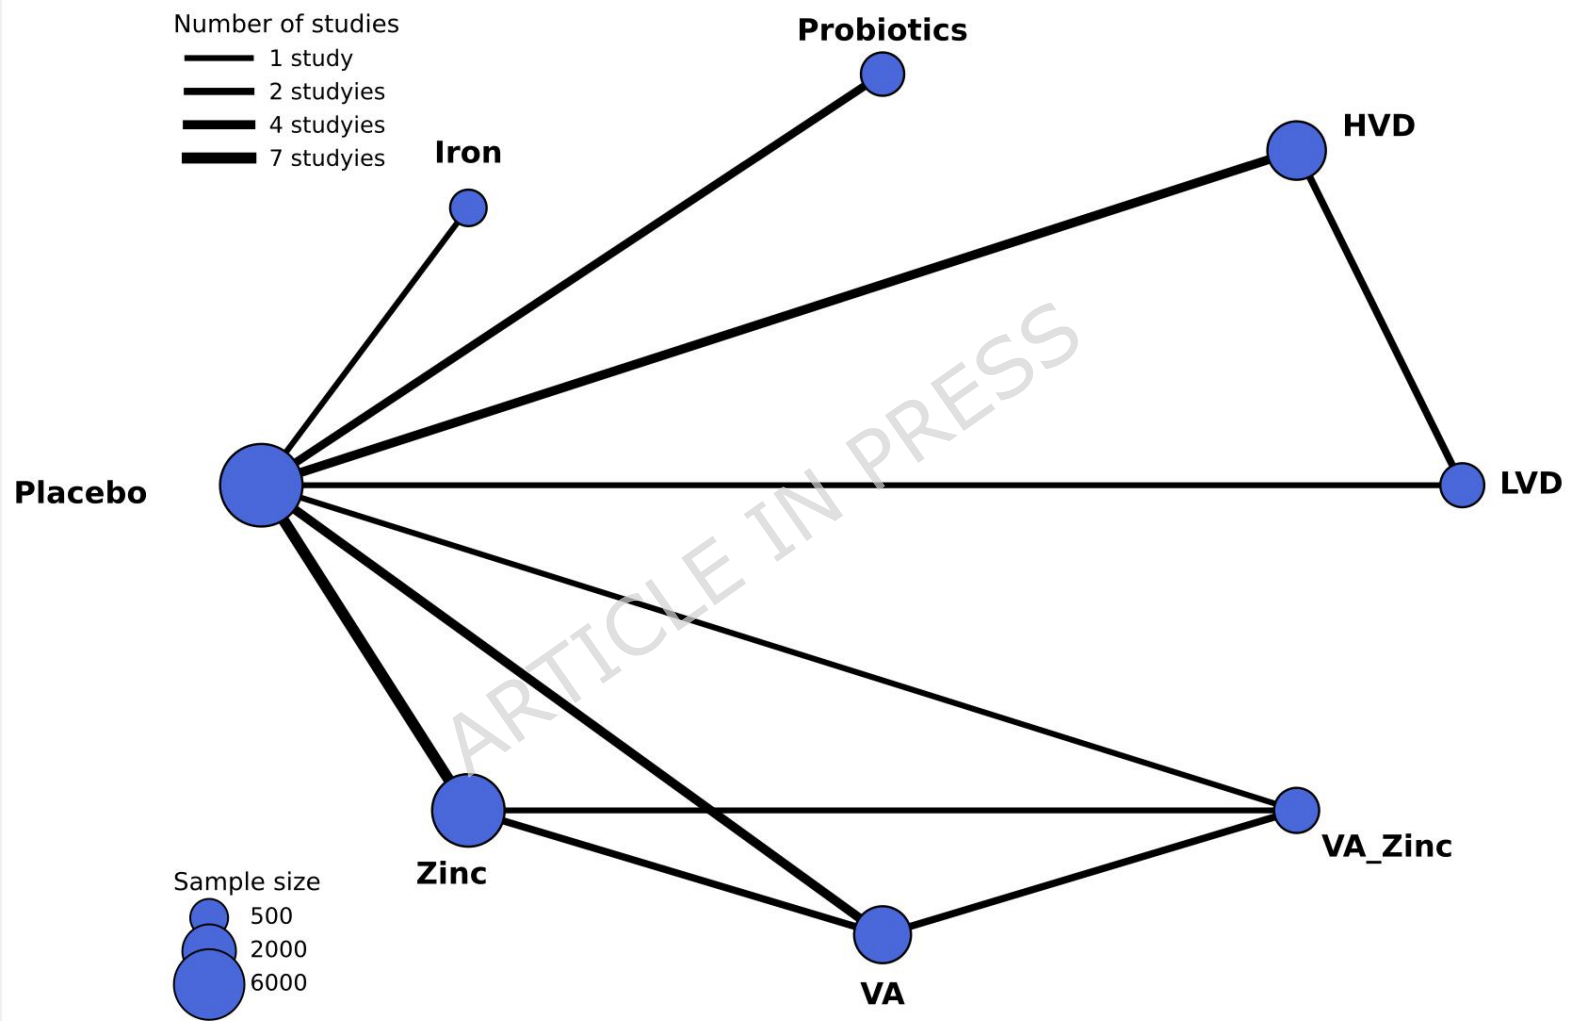 Number of studies
1 study
2 studyies
4 studyies
7 studyies
Probiotics
HVD
Iron
Placebo
LVD
ARTICLE IN PRESS
Zinc
VA_Zinc
VA
Sample size
500
2000
6000